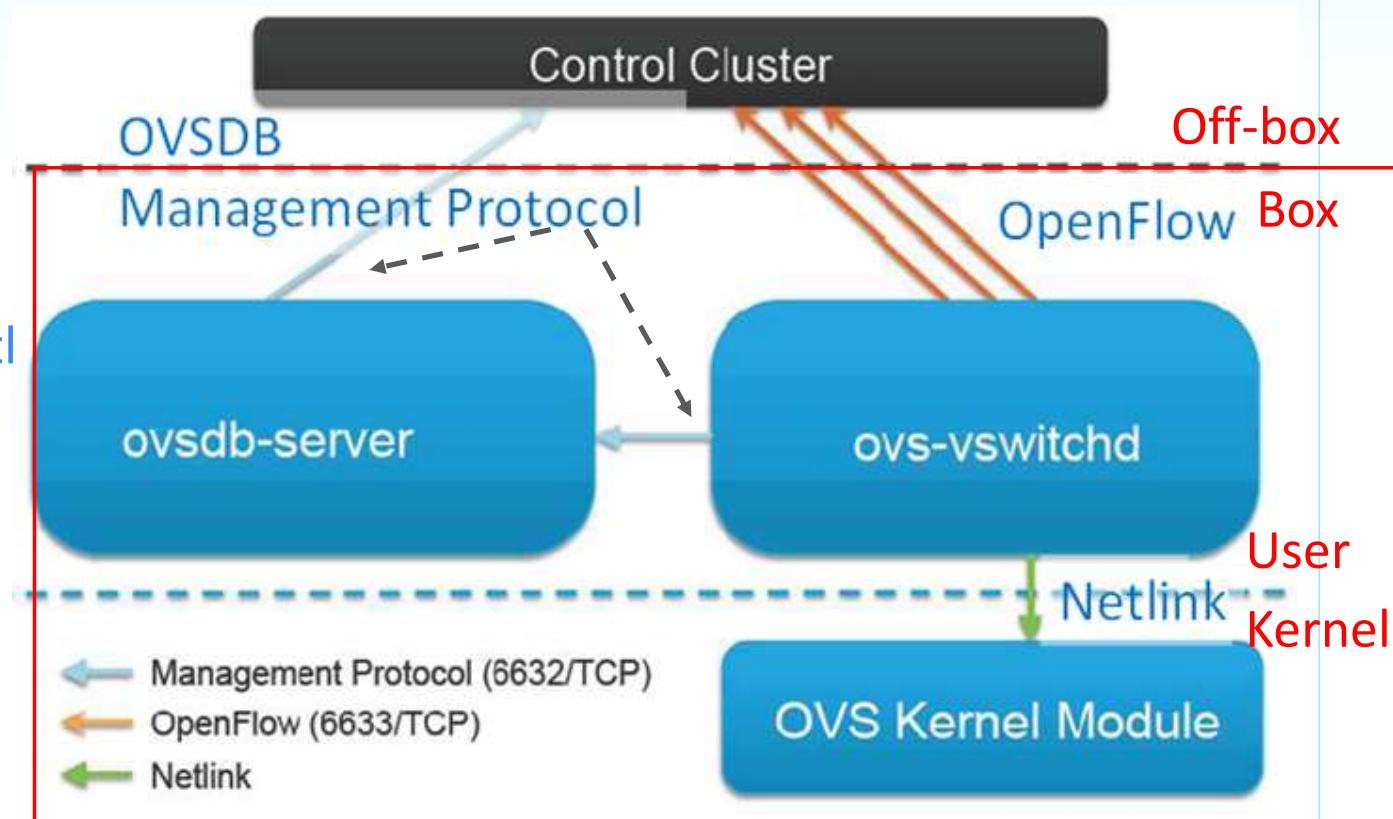 Control Cluster
OVSDB
Off-box
Management Protocol
OpenFlow
Box
ovsdb-server
ovs-vswitchd
User
Netlink
Kernel
Management Protocol (6632/TCP)
OpenFlow (6633/TCP)
Netlink
OVS Kernel Module